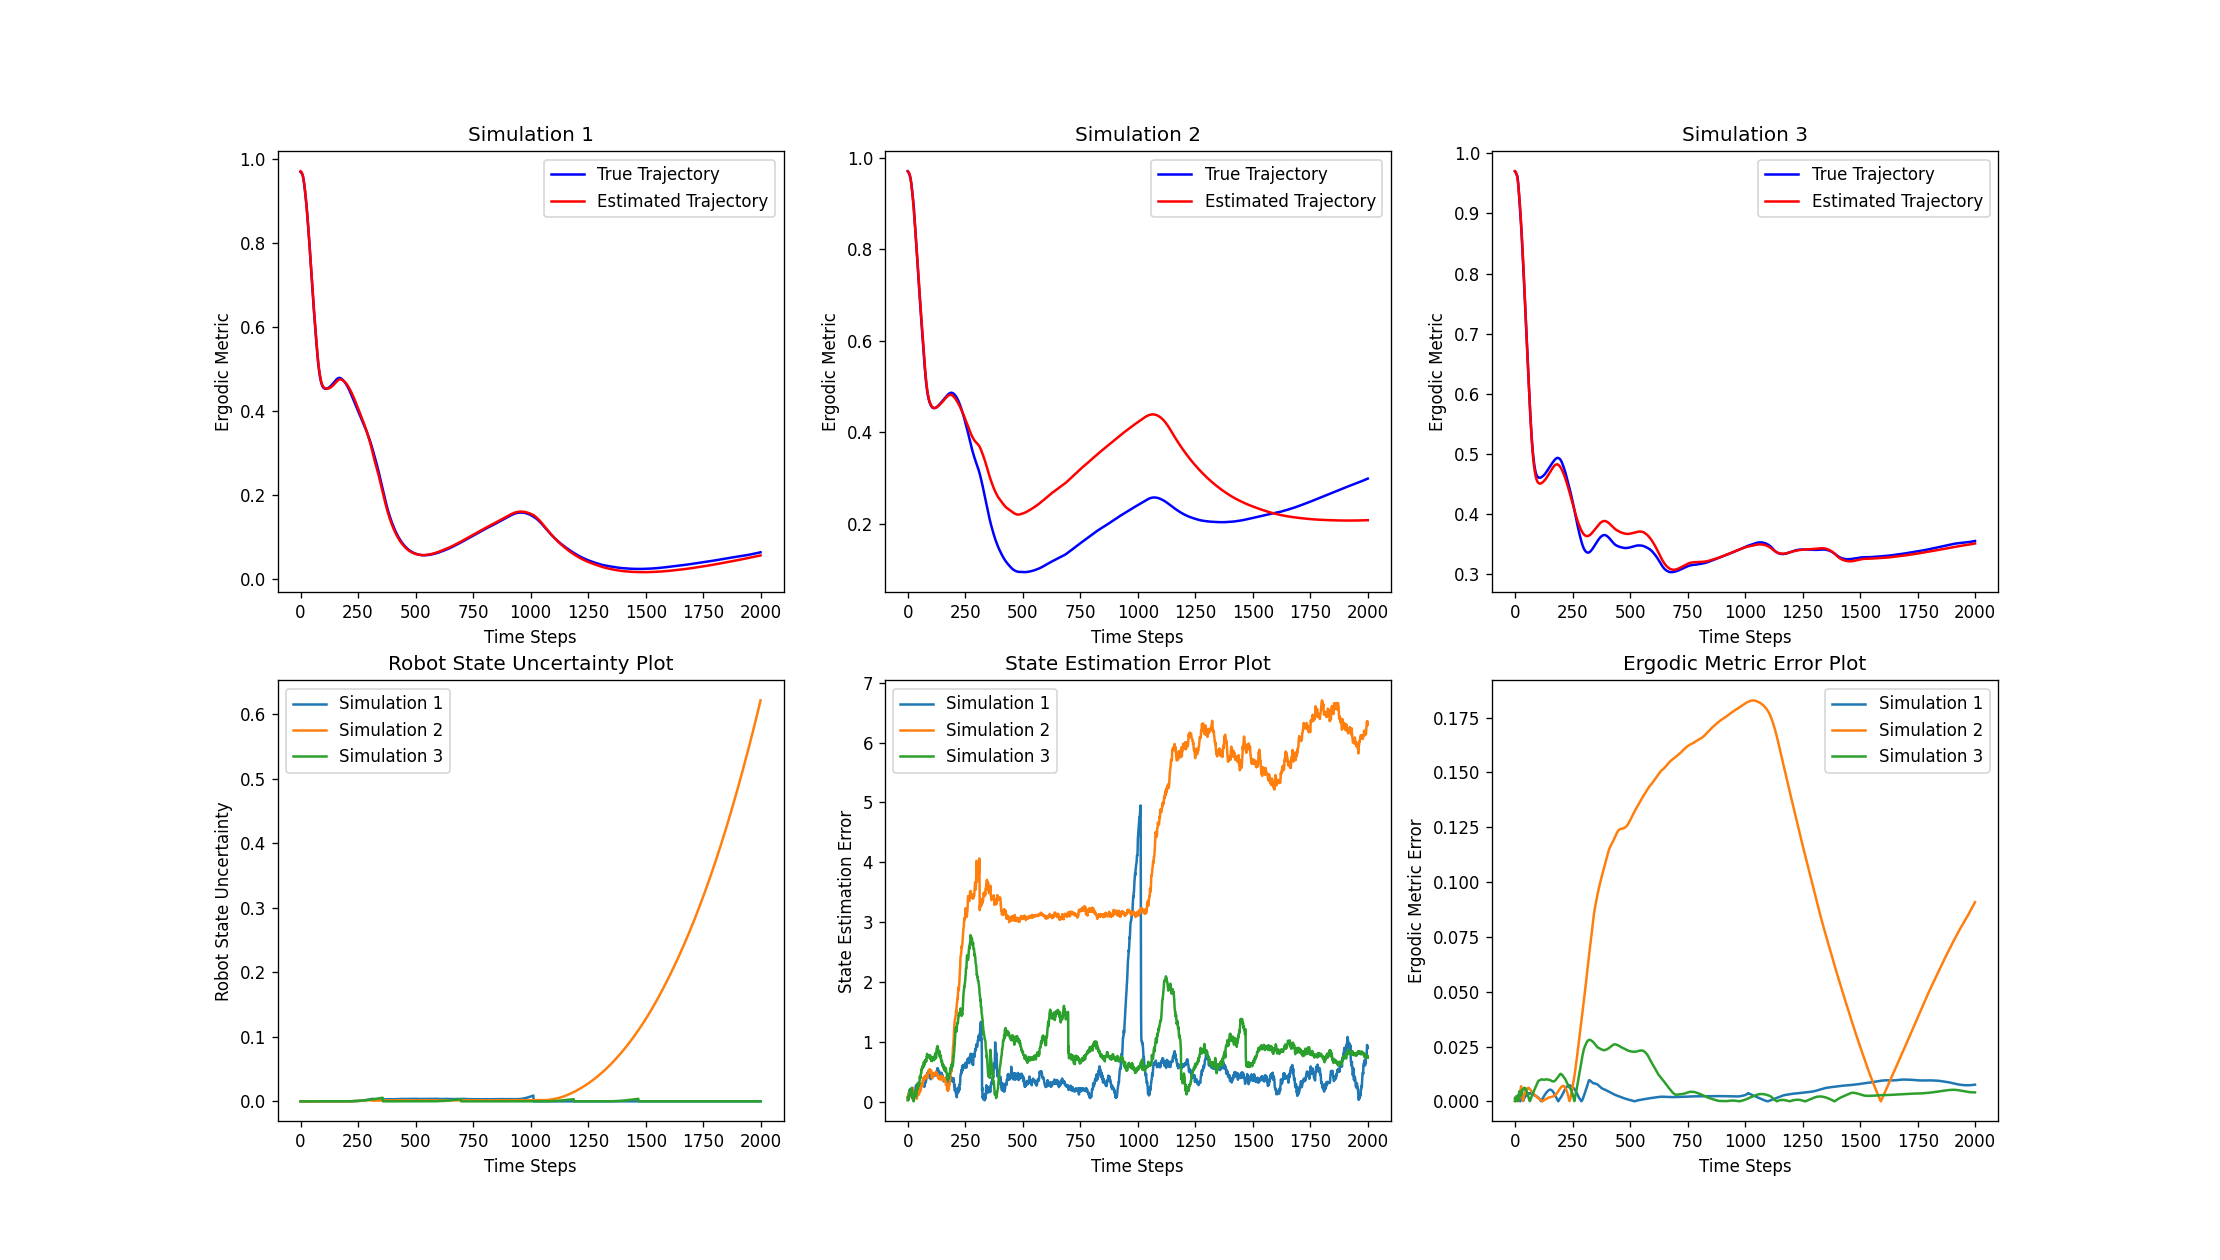 Simulation 1
True Trajectory
Estimated Trajectory
Ergodic Metric
1.0
0.8
0.6
0.4
0.2
0.0
0 250 500 750 1000 1250 1500 1750 2000
Time Steps
Simulation 2
True Trajectory
Estimated Trajectory
Ergodic Metric
1.0
0.8
0.6
0.4
0.2
0 250 500 750 1000 1250 1500 1750 2000
Time Steps
Simulation 3
True Trajectory
Estimated Trajectory
Ergodic Metric
1.0
0.9
0.8
0.7
0.6
0.5
0.4
0.3
0 250 500 750 1000 1250 1500 1750 2000
Time Steps
Robot State Uncertainty Plot
Simulation 1
Simulation 2
Simulation 3
Robot State Uncertainty
0.6
0.5
0.4
0.3
0.2
0.1
0.0
0 250 500 750 1000 1250 1500 1750 2000
Time Steps
State Estimation Error Plot
Simulation 1
Simulation 2
Simulation 3
State Estimation Error
7
6
5
4
3
2
1
0
0 250 500 750 1000 1250 1500 1750 2000
Time Steps
Ergodic Metric Error Plot
Simulation 1
Simulation 2
Simulation 3
Ergodic Metric Error
0.175
0.150
0.125
0.100
0.075
0.050
0.025
0.000
0 250 500 750 1000 1250 1500 1750 2000
Time Steps